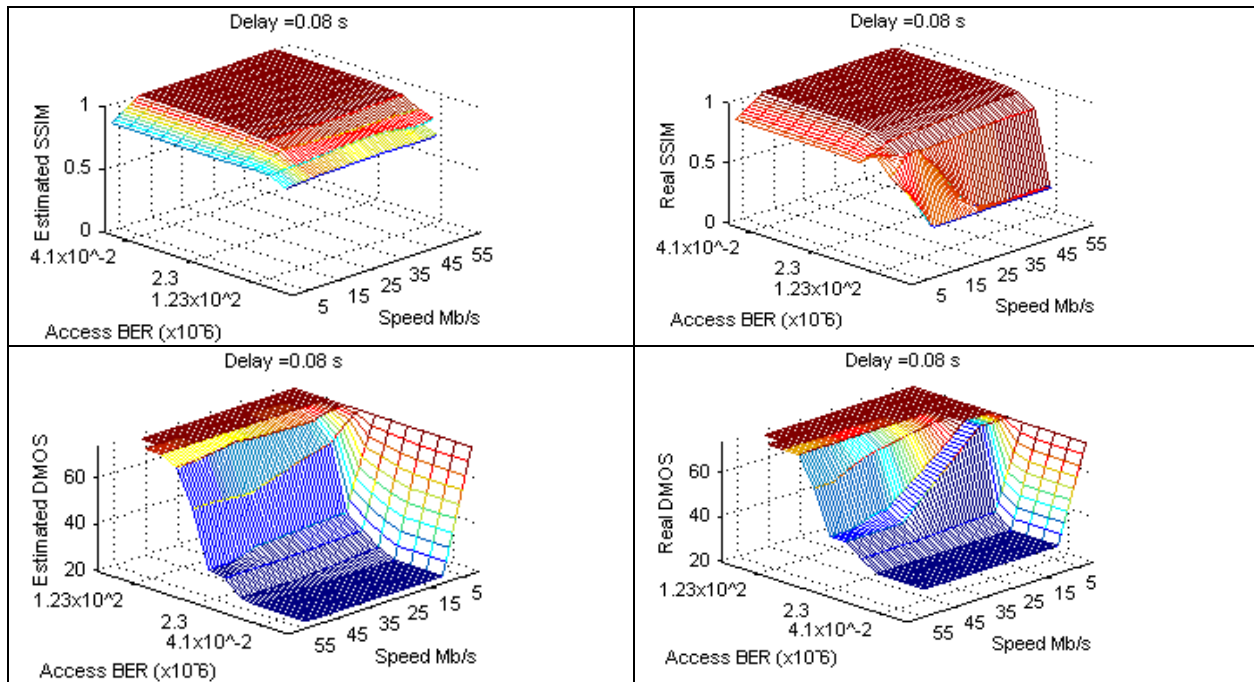 Delay =0.08 s
Estimated SSIM
1
0.5
0
4.1x10^-2
2.3
1.23x10^2
Access BER (x10^-6)
5
15
25
35
45
55
Speed Mb/s
Delay =0.08 s
Real SSIM
1
0.5
0
4.1x10^-2
2.3
1.23x10^2
Access BER (x10^-6)
5
15
25
35
45
55
Speed Mb/s
Delay =0.08 s
Estimated DMOS
60
40
20
1.23x10^2
2.3
4.1x10^-2
Access BER (x10^-6)
55
45
35
25
15
5
Speed Mb/s
Delay =0.08 s
Real DMOS
60
40
20
1.23x10^2
2.3
4.1x10^-2
Access BER (x10^-6)
55
45
35
25
15
5
Speed Mb/s